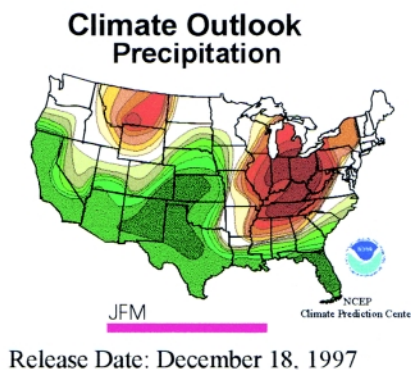 Climate Outlook
Precipitation
JFM
NCEP
Climate Prediction Cente
Release Date: December 18, 1997